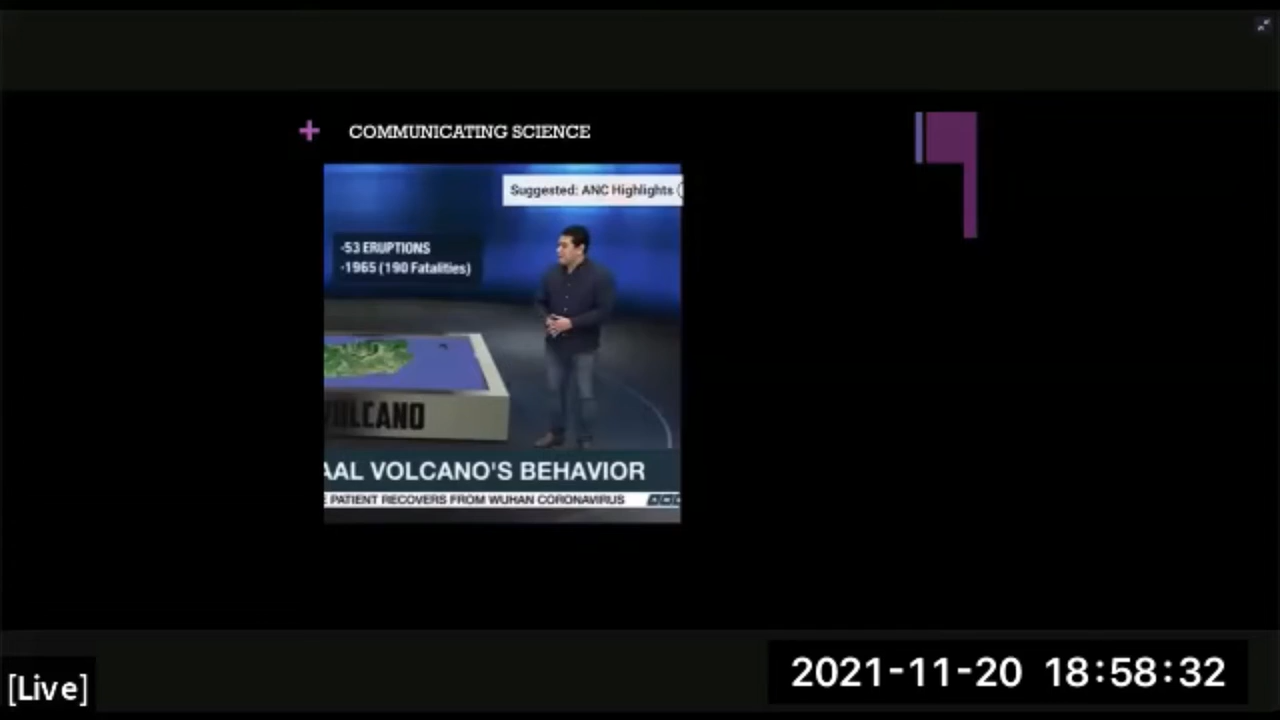 COMMUNICATING SCIENCE
Suggested: ANC Highlights (
-53 ERUPTIONS
-1965 (190 Fatalities)
VOLCANO
AAL VOLCANO'S BEHAVIOR
E PATIENT RECOVERS FROM WUHAN CORONAVIRUS
[Live]
2021-11-20 18:58:32